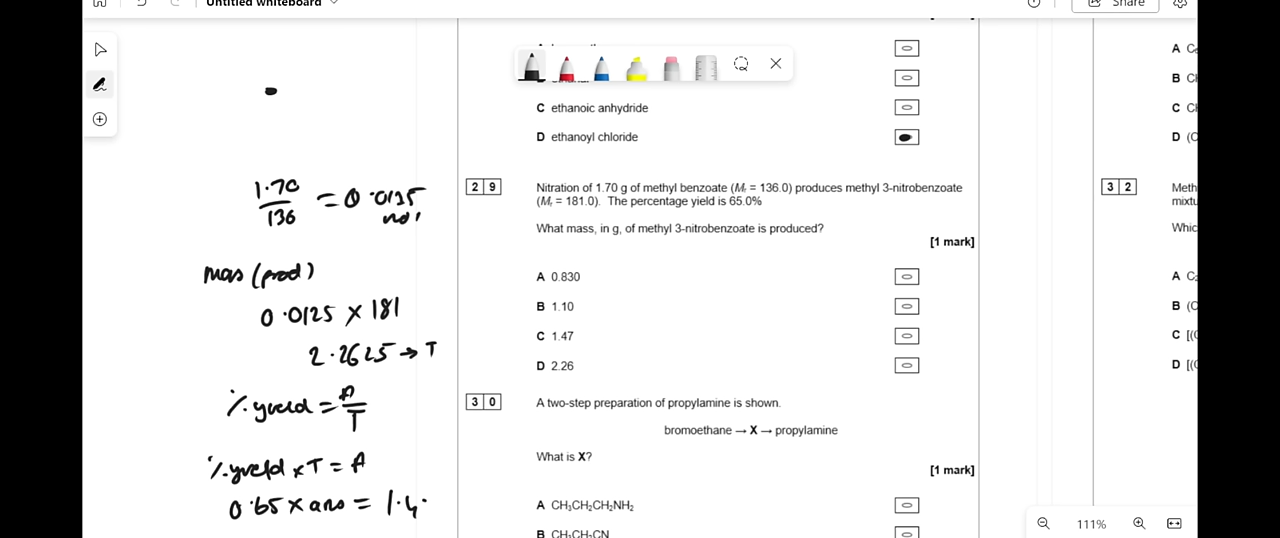 Untitled whiteboard
Share
C ethanoic anhydride
D ethanoyl chloride
1.70
136
= 0.0125
mol
mass (prod)
0.0125 × 181
2.2625 → T
% yield = A
T
% yield × T = A
0.65 × ans = 1.4
2 9
Nitration of 1.70 g of methyl benzoate (Mr = 136.0) produces methyl 3-nitrobenzoate
(Mr = 181.0). The percentage yield is 65.0%
What mass, in g, of methyl 3-nitrobenzoate is produced?
[1 mark]
A 0.830
B 1.10
C 1.47
D 2.26
3 0
A two-step preparation of propylamine is shown.
bromoethane → X → propylamine
What is X?
[1 mark]
A CH₃CH₂CH₂NH₂
B CH₃CH₂CN
A
B
C
D (C
3 2
Meth
mixtu
Whic
A
B (C
C [(
D [(
111%